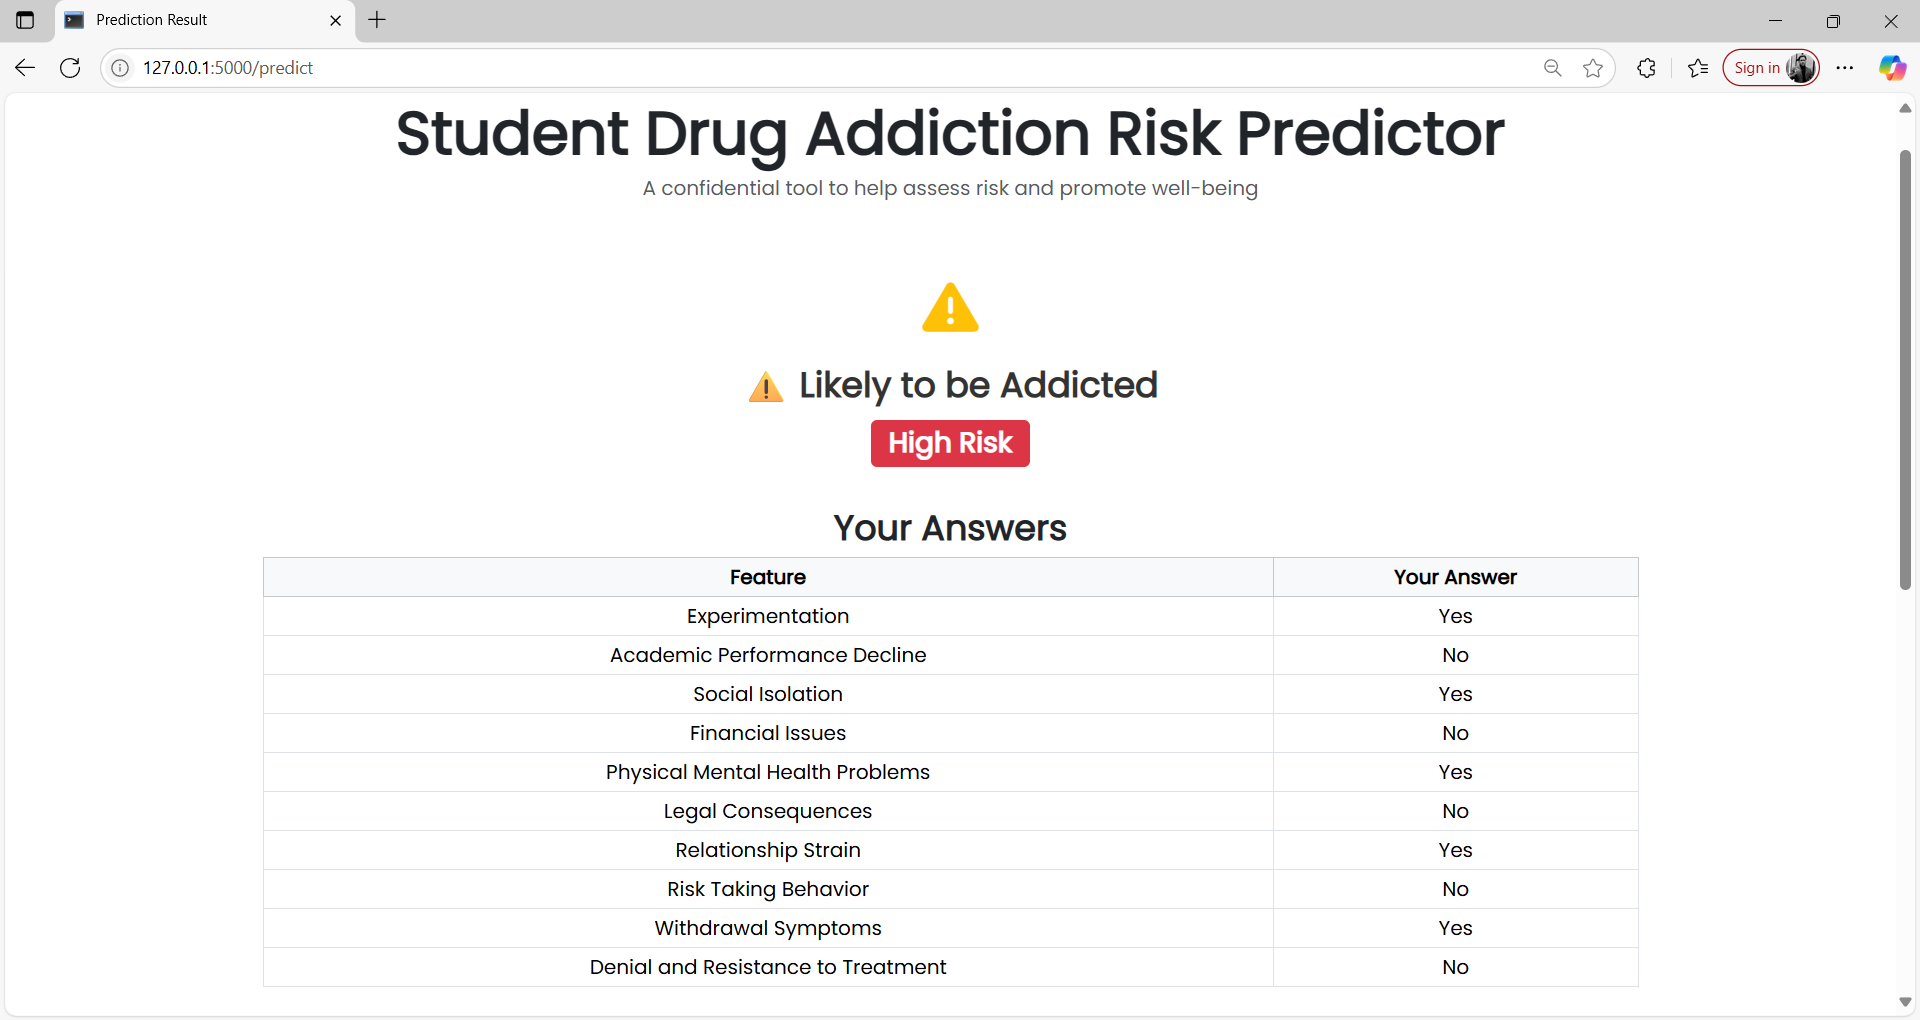 Prediction Result
127.0.0.1:5000/predict
Sign in
Student Drug Addiction Risk Predictor
A confidential tool to help assess risk and promote well-being
Likely to be Addicted
High Risk
Your Answers
Feature Your Answer
Experimentation Yes
Academic Performance Decline No
Social Isolation Yes
Financial Issues No
Physical Mental Health Problems Yes
Legal Consequences No
Relationship Strain Yes
Risk Taking Behavior No
Withdrawal Symptoms Yes
Denial and Resistance to Treatment No